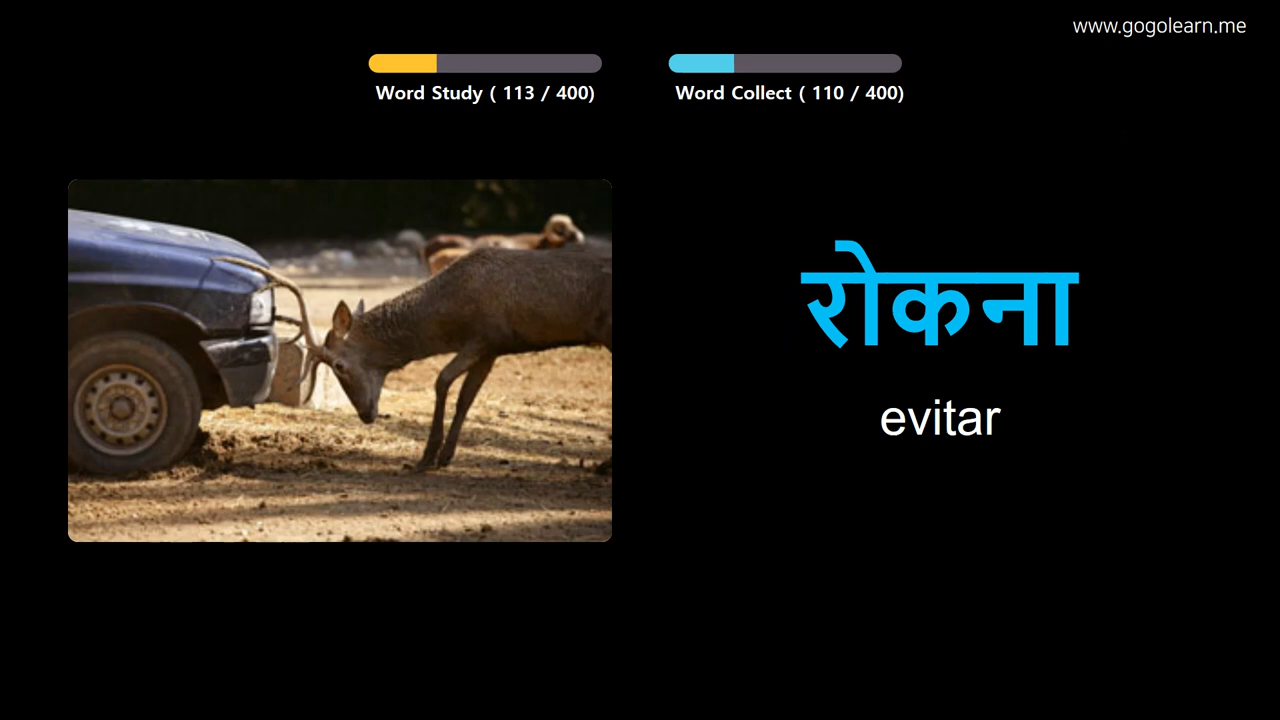 www.gogolearn.me
Word Study ( 113 / 400)
Word Collect ( 110 / 400)
रोकना
evitar